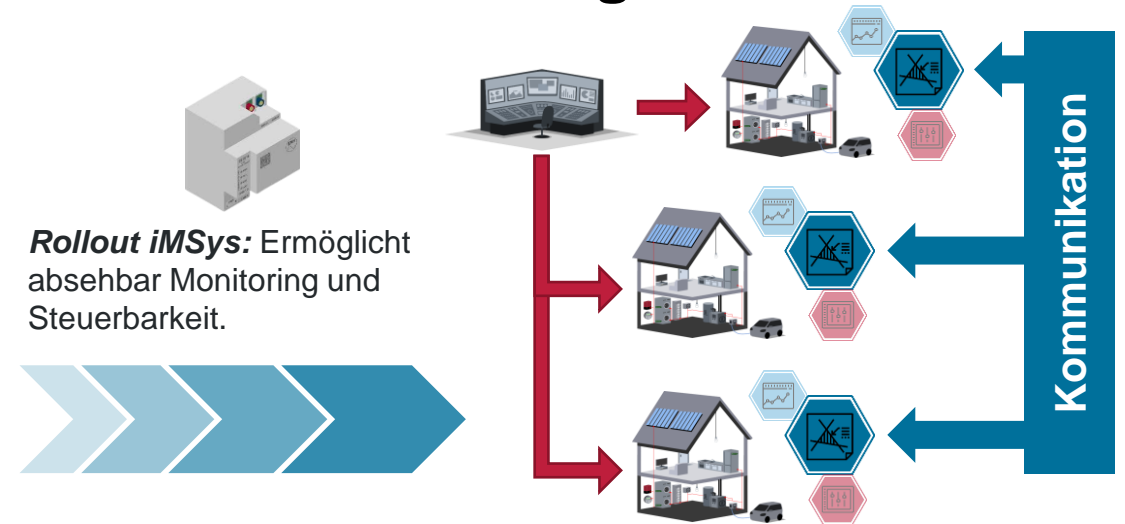 Rollout iMSys: Ermöglicht
absehbar Monitoring und
Steuerbarkeit.
Kommunikation